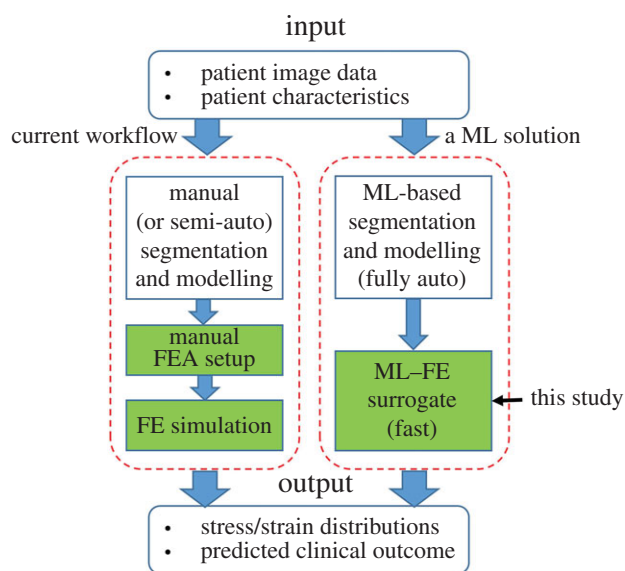 input
• patient image data
• patient characteristics
current workflow
a ML solution
manual
(or semi-auto)
segmentation
and modelling
manual
FEA setup
FE simulation
ML-based
segmentation
and modelling
(fully auto)
ML–FE
surrogate
(fast)
this study
output
• stress/strain distributions
• predicted clinical outcome